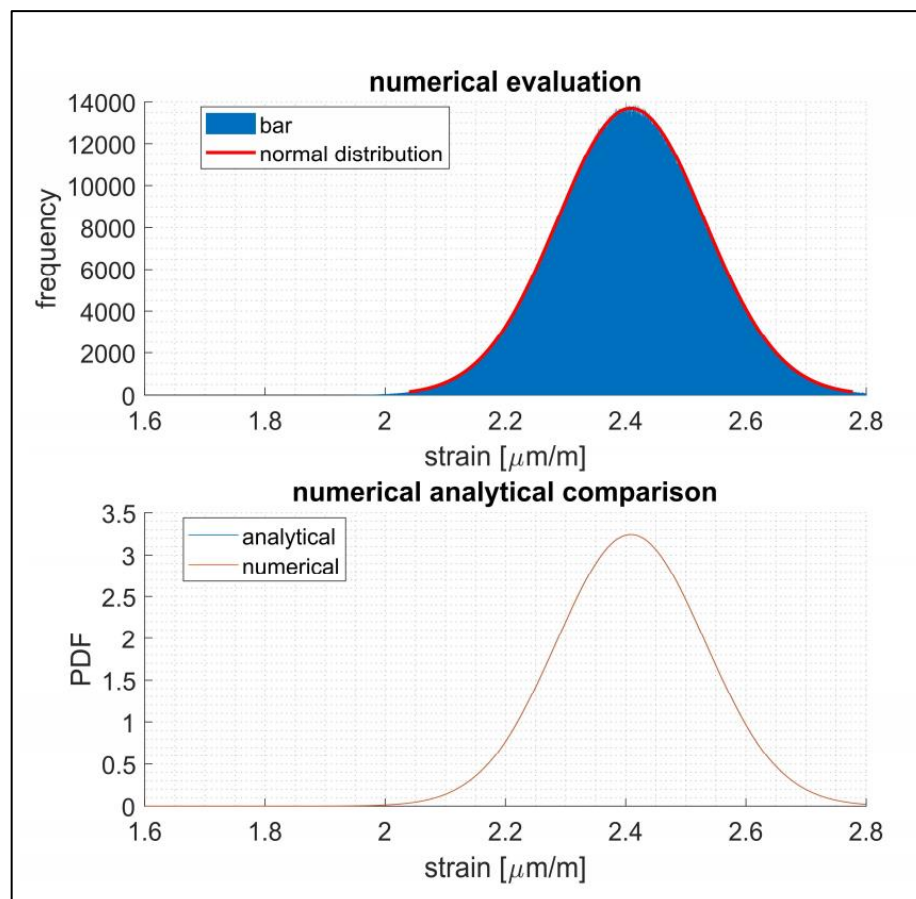 numerical evaluation
14000
12000
10000
8000
6000
4000
2000
0
frequency
bar
normal distribution
1.6 1.8 2 2.2 2.4 2.6 2.8
strain [μm/m]
numerical analytical comparison
3.5
3
2.5
2
1.5
1
0.5
0
PDF
analytical
numerical
1.6 1.8 2 2.2 2.4 2.6 2.8
strain [μm/m]